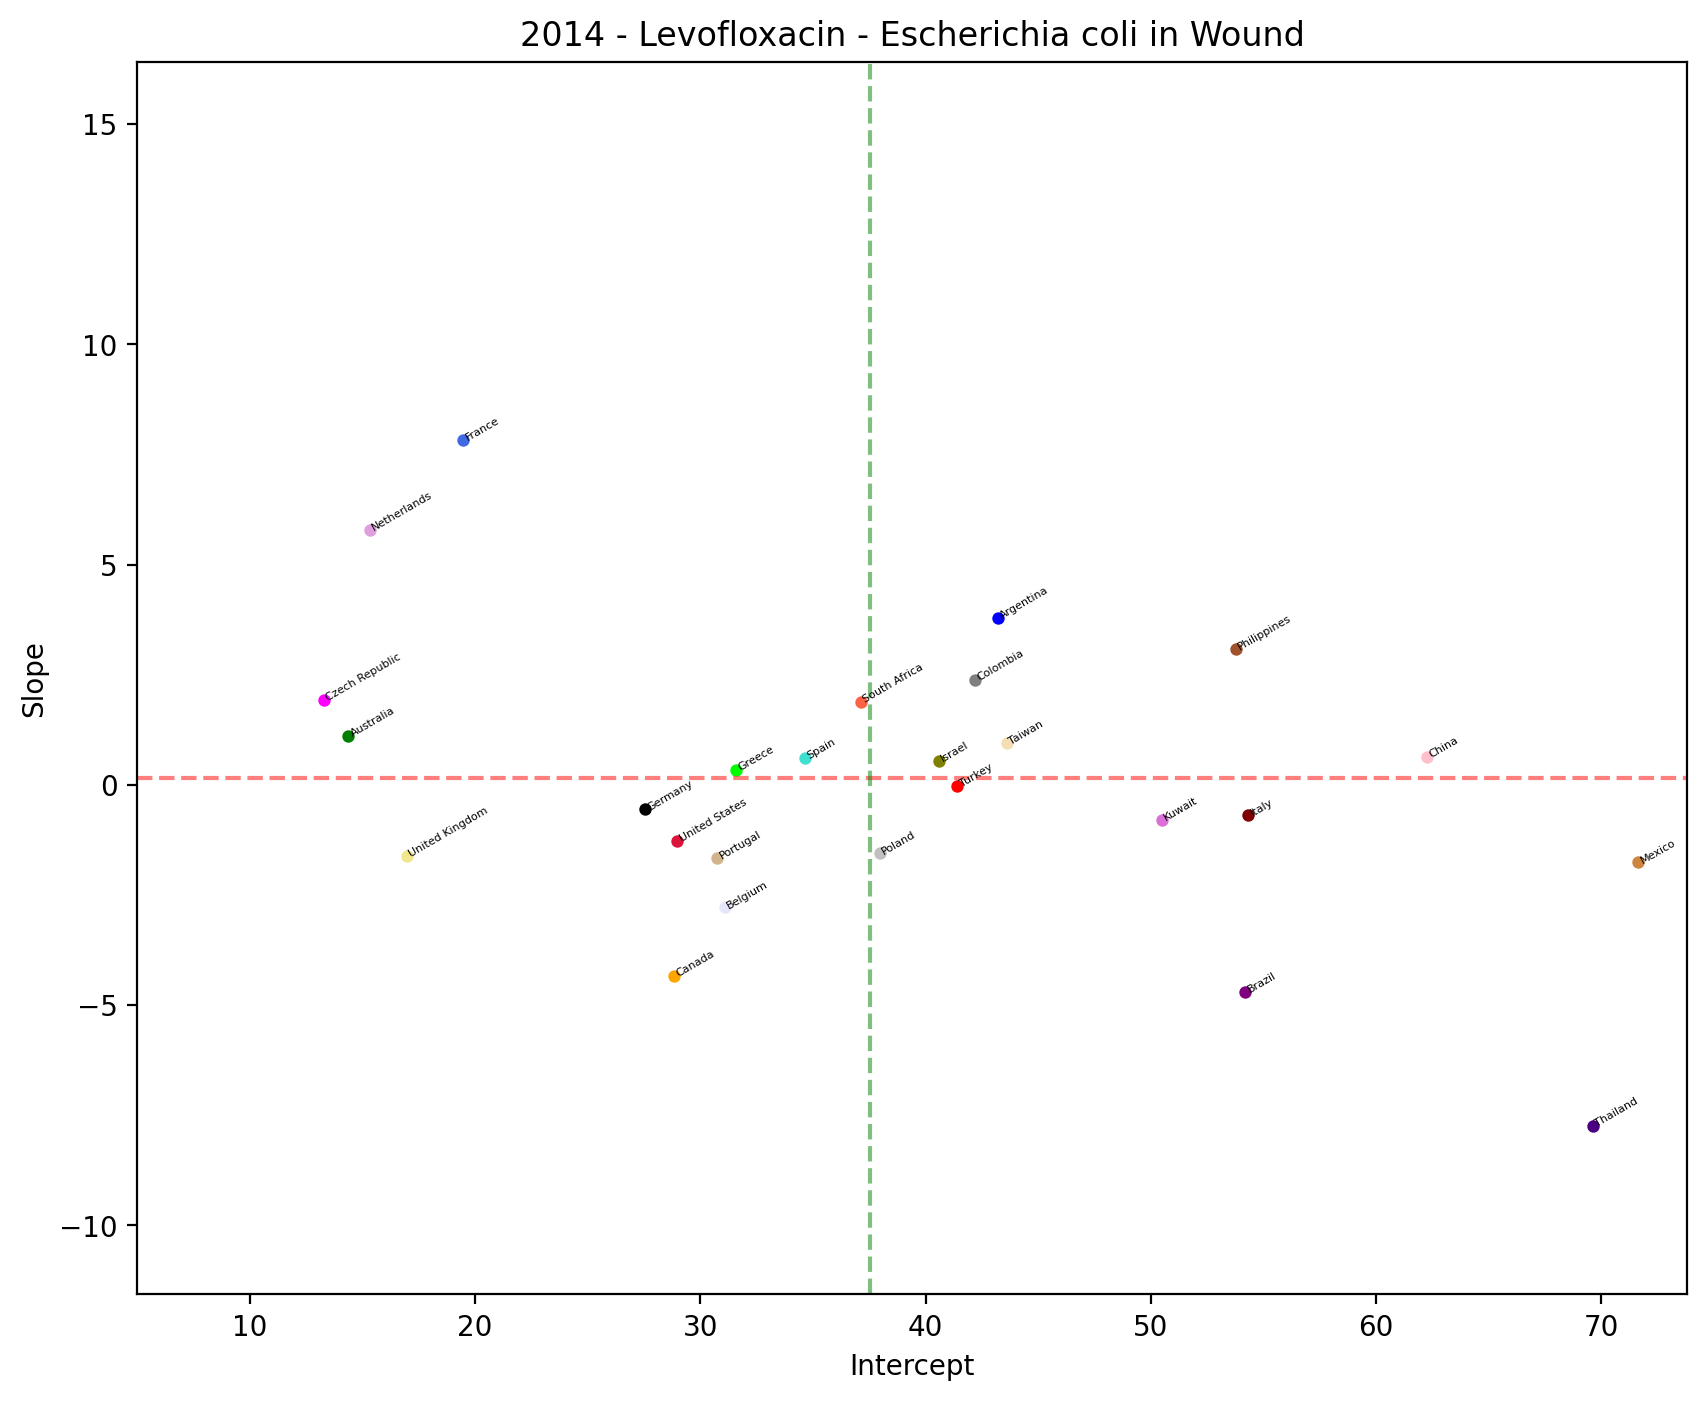 2014 - Levofloxacin - Escherichia coli in Wound
15
10
5
0
−5
−10
Slope
France
Netherlands
Argentina
Philippines
Czech Republic
South Africa
Colombia
Australia
Taiwan
China
Greece
Spain
Israel
Turkey
Germany
United States
Kuwait
Italy
United Kingdom
Portugal
Poland
Mexico
Belgium
Canada
Brazil
Thailand
10
20
30
40
50
60
70
Intercept